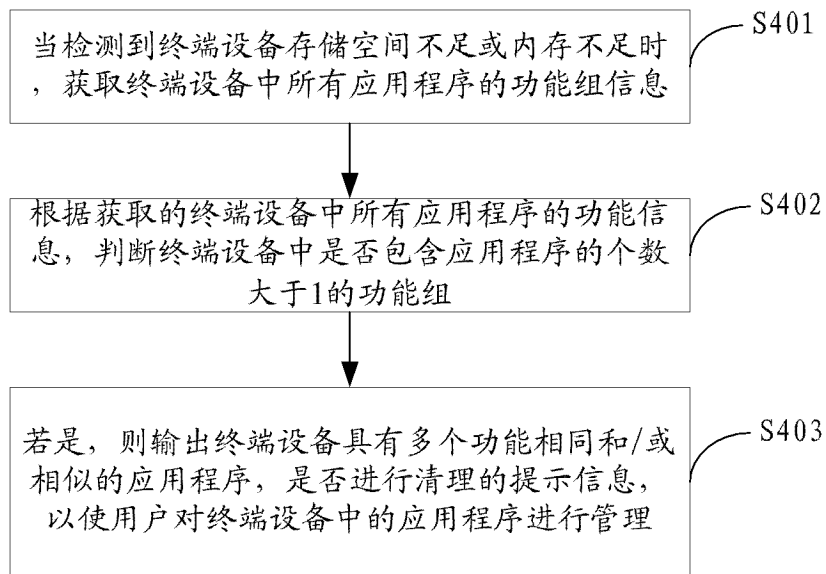 当检测到终端设备存储空间不足或内存不足时
，获取终端设备中所有应用程序的功能组信息
S401
根据获取的终端设备中所有应用程序的功能信
息，判断终端设备中是否包含应用程序的个数
大于1的功能组
S402
若是，则输出终端设备具有多个功能相同和/或
相似的应用程序，是否进行清理的提示信息，
以使用户对终端设备中的应用程序进行管理
S403